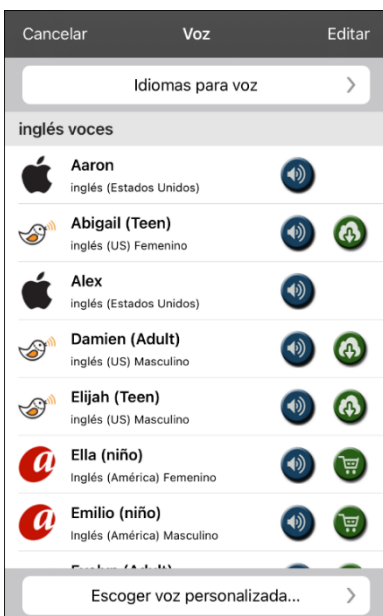 Cancelar Voz Editar
Idiomas para voz
inglés voces
Aaron
inglés (Estados Unidos)
Abigail (Teen)
inglés (US) Femenino
Alex
inglés (Estados Unidos)
Damien (Adult)
inglés (US) Masculino
Elijah (Teen)
inglés (US) Masculino
Ella (niño)
Inglés (América) Femenino
Emilio (niño)
Inglés (América) Masculino
Escoger voz personalizada...